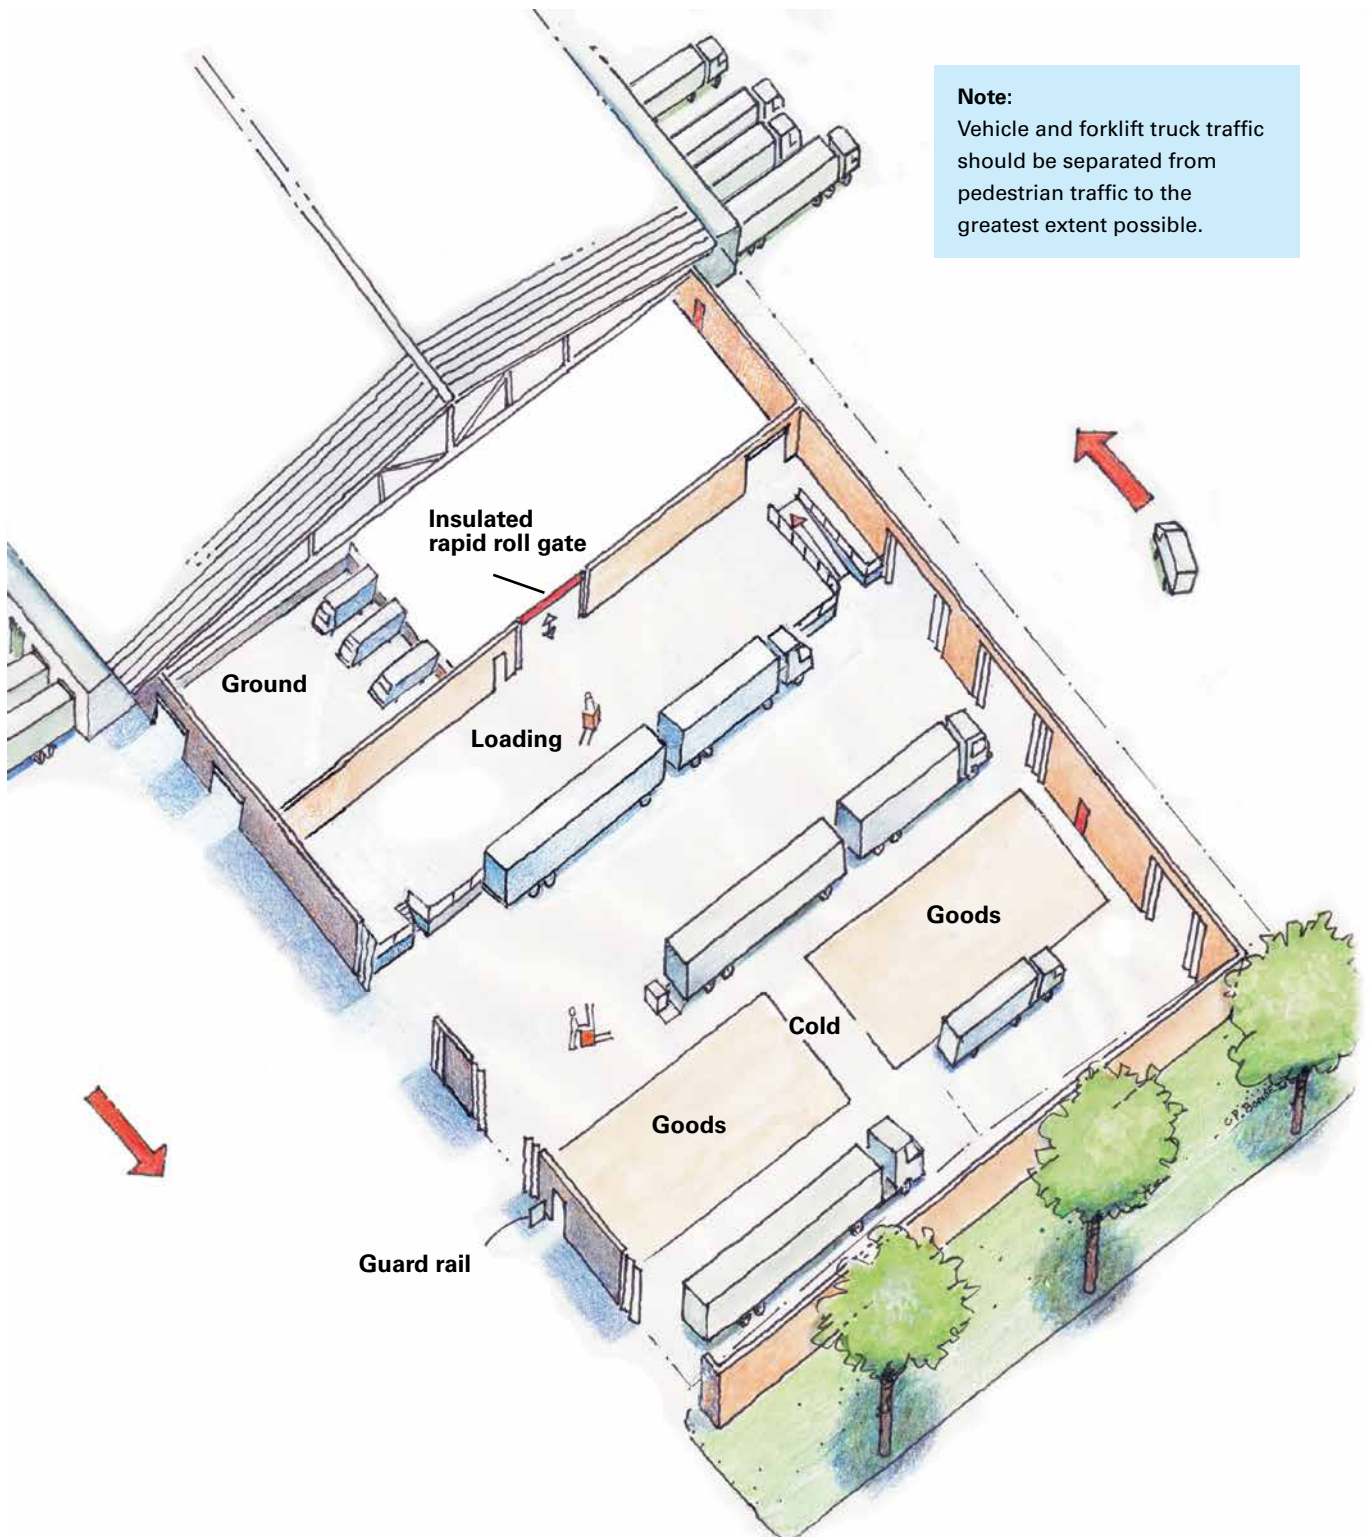 Note:
Vehicle and forklift truck traffic
should be separated from
pedestrian traffic to the
greatest extent possible.
Insulated
rapid roll gate
Ground
Loading
Goods
Cold
Goods
Guard rail